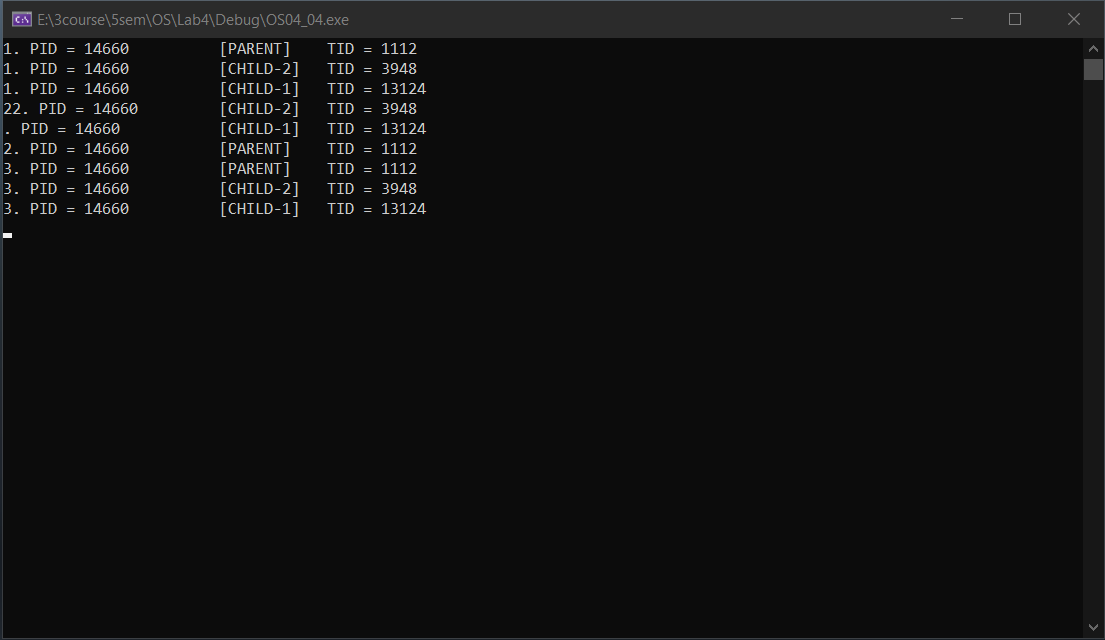 E:\3course\5sem\OS\Lab4\Debug\OS04_04.exe
1. PID = 14660          [PARENT]    TID = 1112
1. PID = 14660          [CHILD-2]   TID = 3948
1. PID = 14660          [CHILD-1]   TID = 13124
22. PID = 14660         [CHILD-2]   TID = 3948
. PID = 14660           [CHILD-1]   TID = 13124
2. PID = 14660          [PARENT]    TID = 1112
3. PID = 14660          [PARENT]    TID = 1112
3. PID = 14660          [CHILD-2]   TID = 3948
3. PID = 14660          [CHILD-1]   TID = 13124